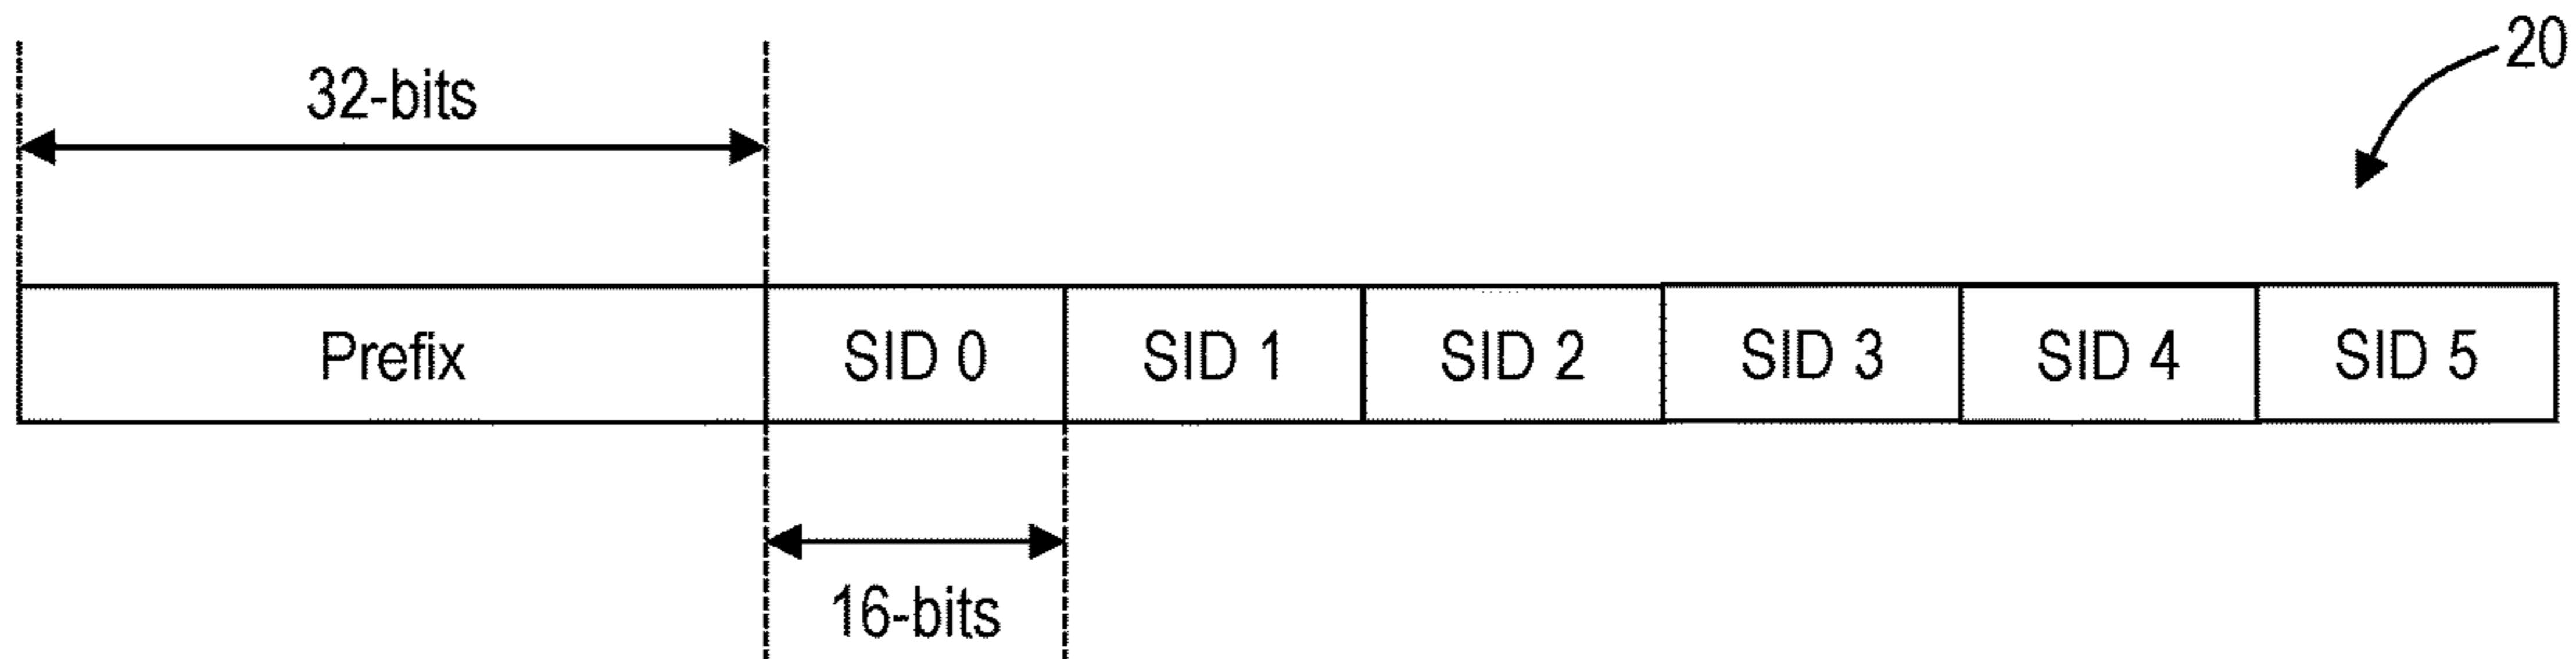 20
32-bits
Prefix SID 0 SID 1 SID 2 SID 3 SID 4 SID 5
16-bits